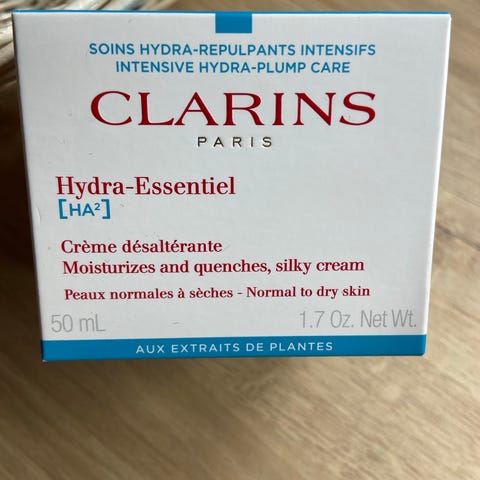 SOINS HYDRA-REPULPANTS INTENSIFS
INTENSIVE HYDRA-PLUMP CARE
CLARINS
PARIS
Hydra-Essentiel
[HA²]
Crème désaltérante
Moisturizes and quenches, silky cream
Peaux normales à sèches - Normal to dry skin
50 mL 1.7 Oz. Net Wt.
AUX EXTRAITS DE PLANTES